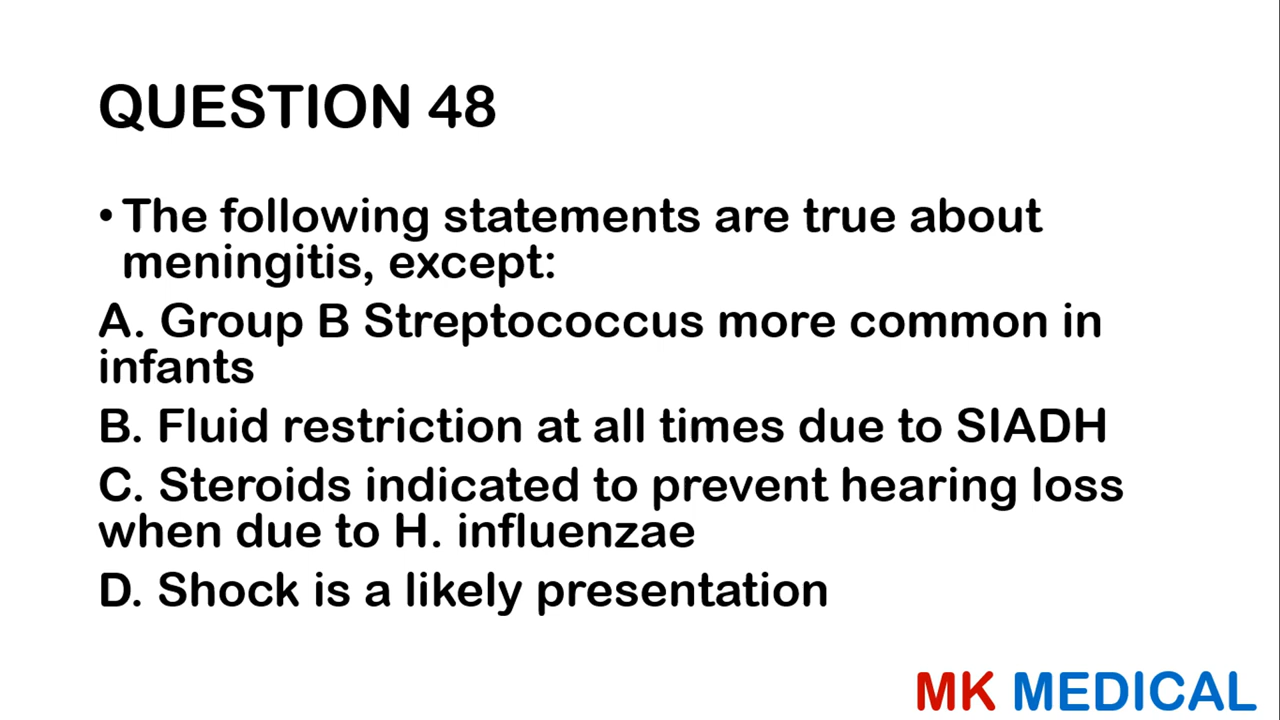 QUESTION 48
• The following statements are true about
meningitis, except:
A. Group B Streptococcus more common in
infants
B. Fluid restriction at all times due to SIADH
C. Steroids indicated to prevent hearing loss
when due to H. influenzae
D. Shock is a likely presentation
MK MEDICAL